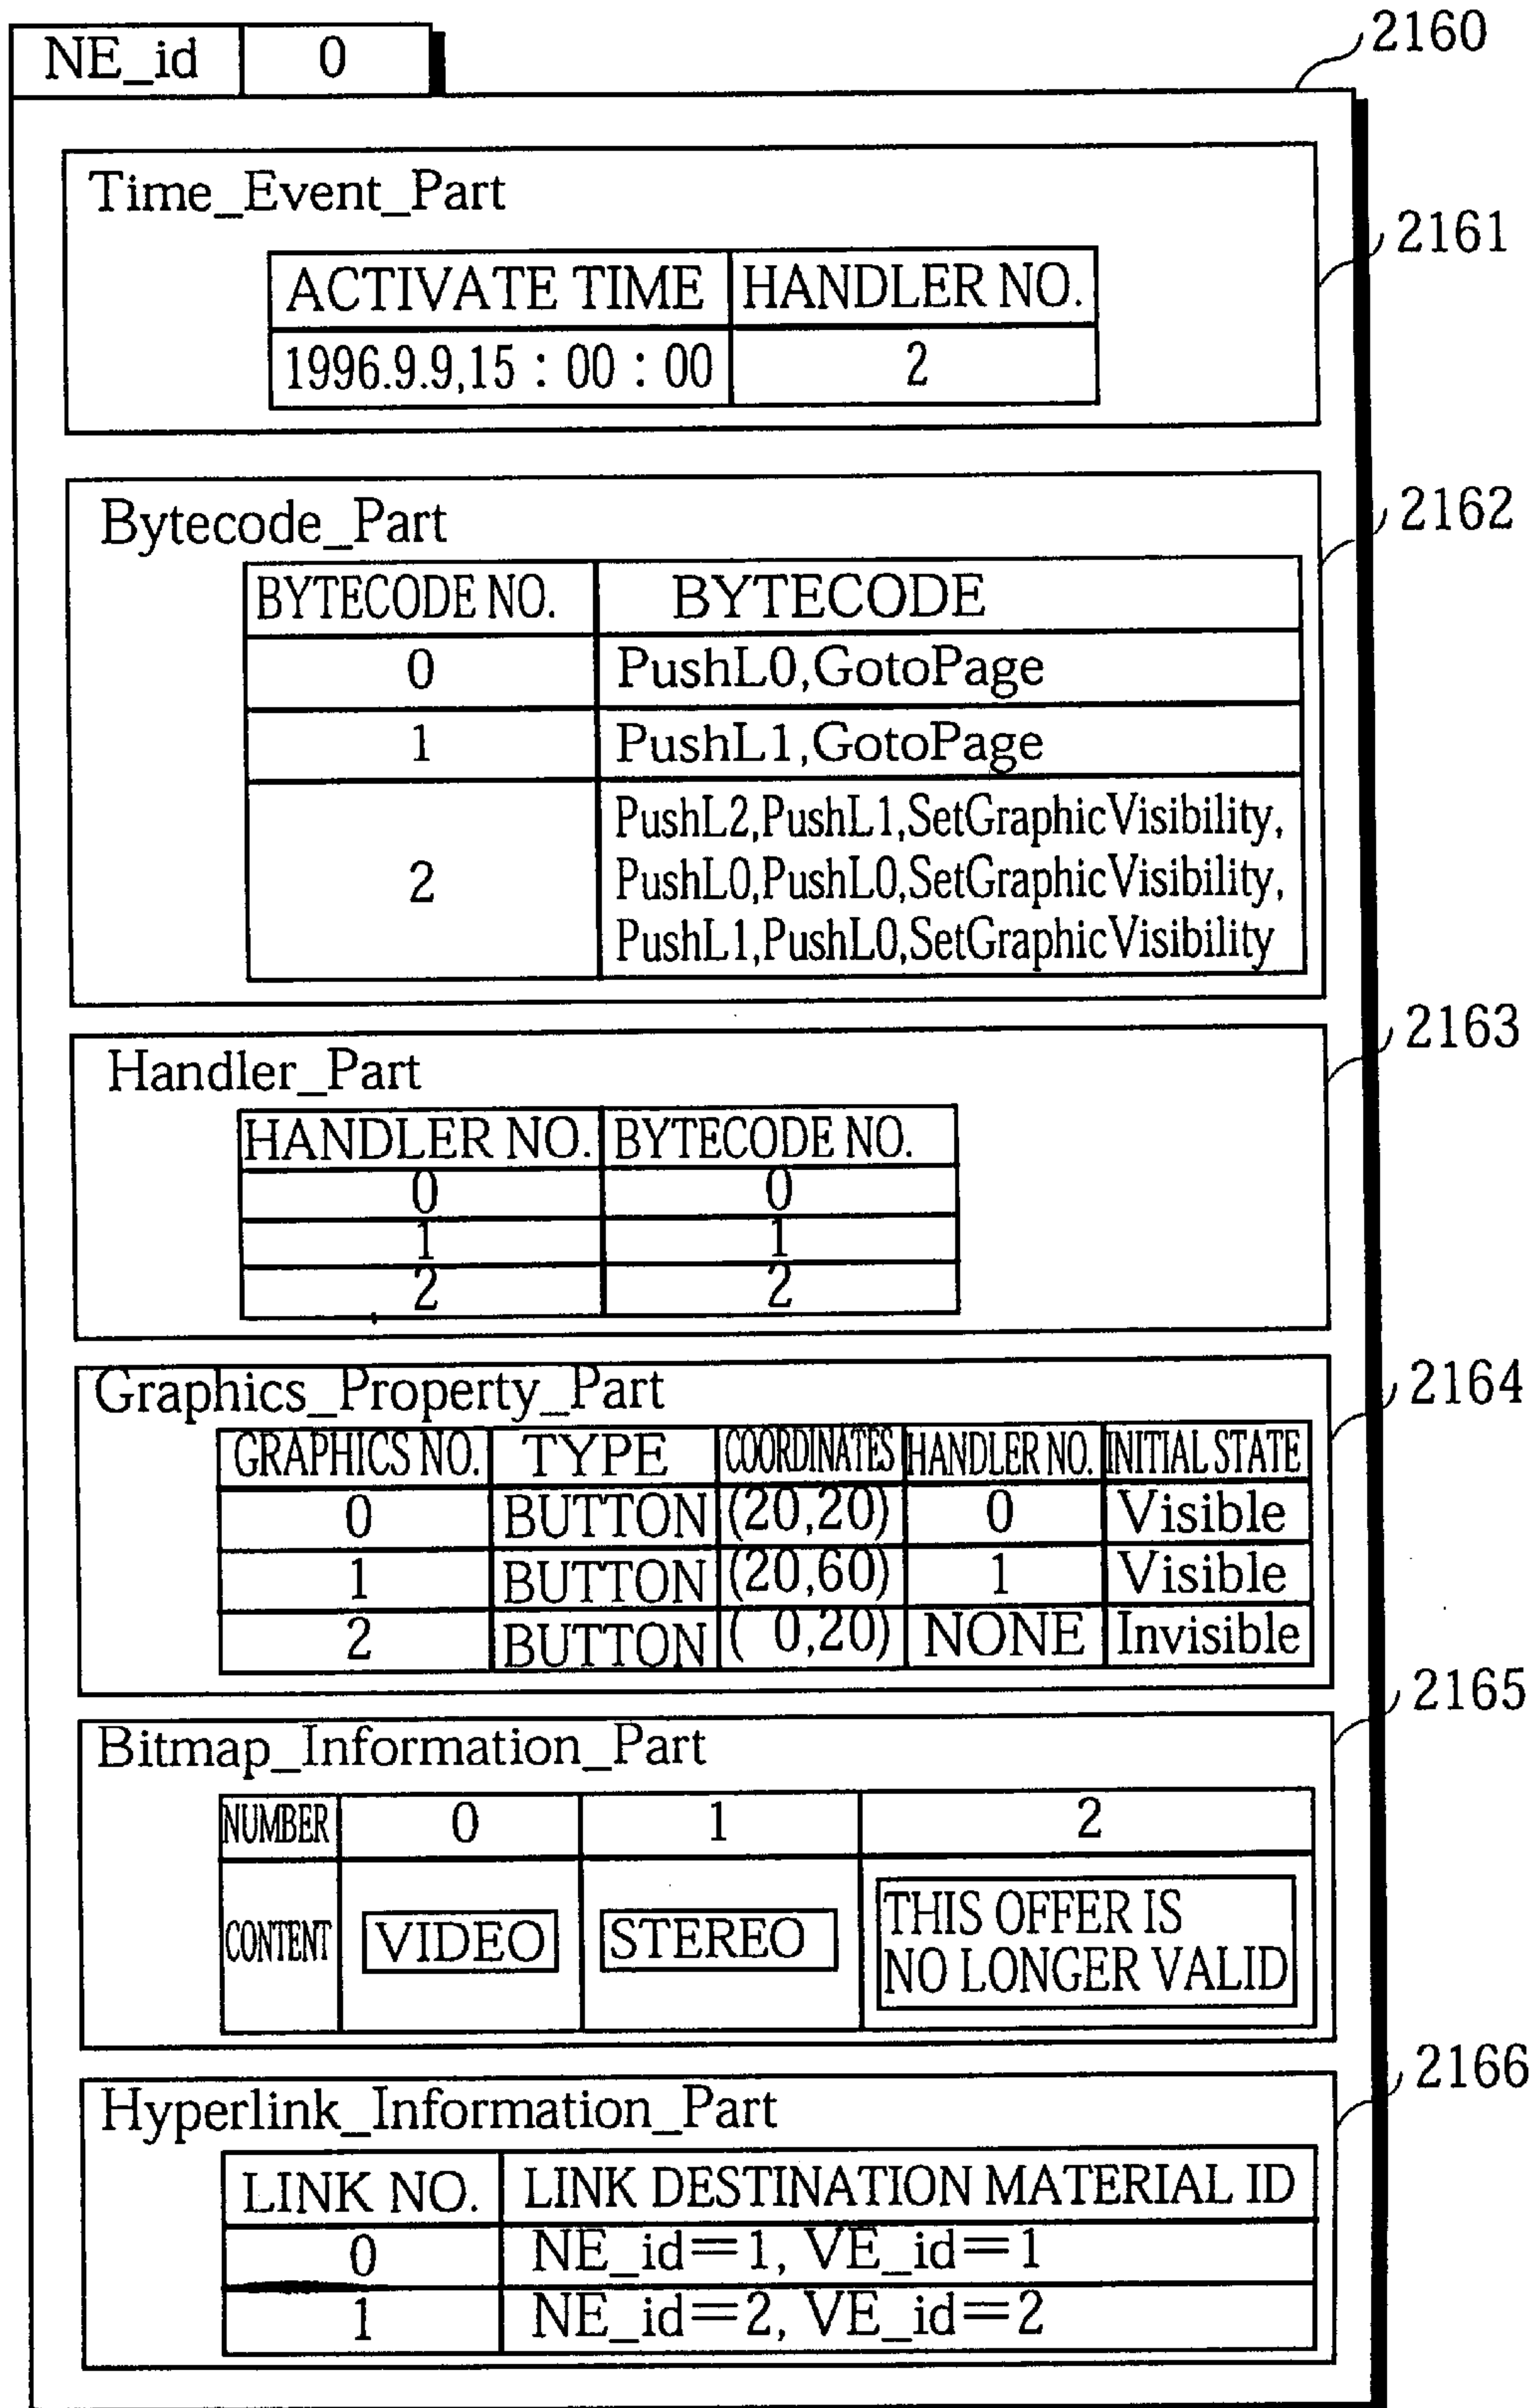 NE_id 0
2160
Time_Event_Part
2161
ACTIVATE TIME HANDLER NO.
1996.9.9,15 : 00 : 00 2
Bytecode_Part
2162
BYTECODE NO. BYTECODE
0 PushL0,GotoPage
1 PushL1,GotoPage
PushL2,PushL1,SetGraphicVisibility,
2 PushL0,PushL0,SetGraphicVisibility,
PushL1,PushL0,SetGraphicVisibility
2163
Handler_Part
HANDLER NO. BYTECODE NO.
0 0
1 1
2 2
2164
Graphics_Property_Part
GRAPHICS NO. TYPE COORDINATES HANDLER NO. INITIAL STATE
0 BUTTON (20,20) 0 Visible
1 BUTTON (20,60) 1 Visible
2 BUTTON ( 0,20) NONE Invisible
2165
Bitmap_Information_Part
NUMBER 0 1 2
CONTENT VIDEO STEREO THIS OFFER IS
NO LONGER VALID
2166
Hyperlink_Information_Part
LINK NO. LINK DESTINATION MATERIAL ID
0 NE_id=1, VE_id=1
1 NE_id=2, VE_id=2